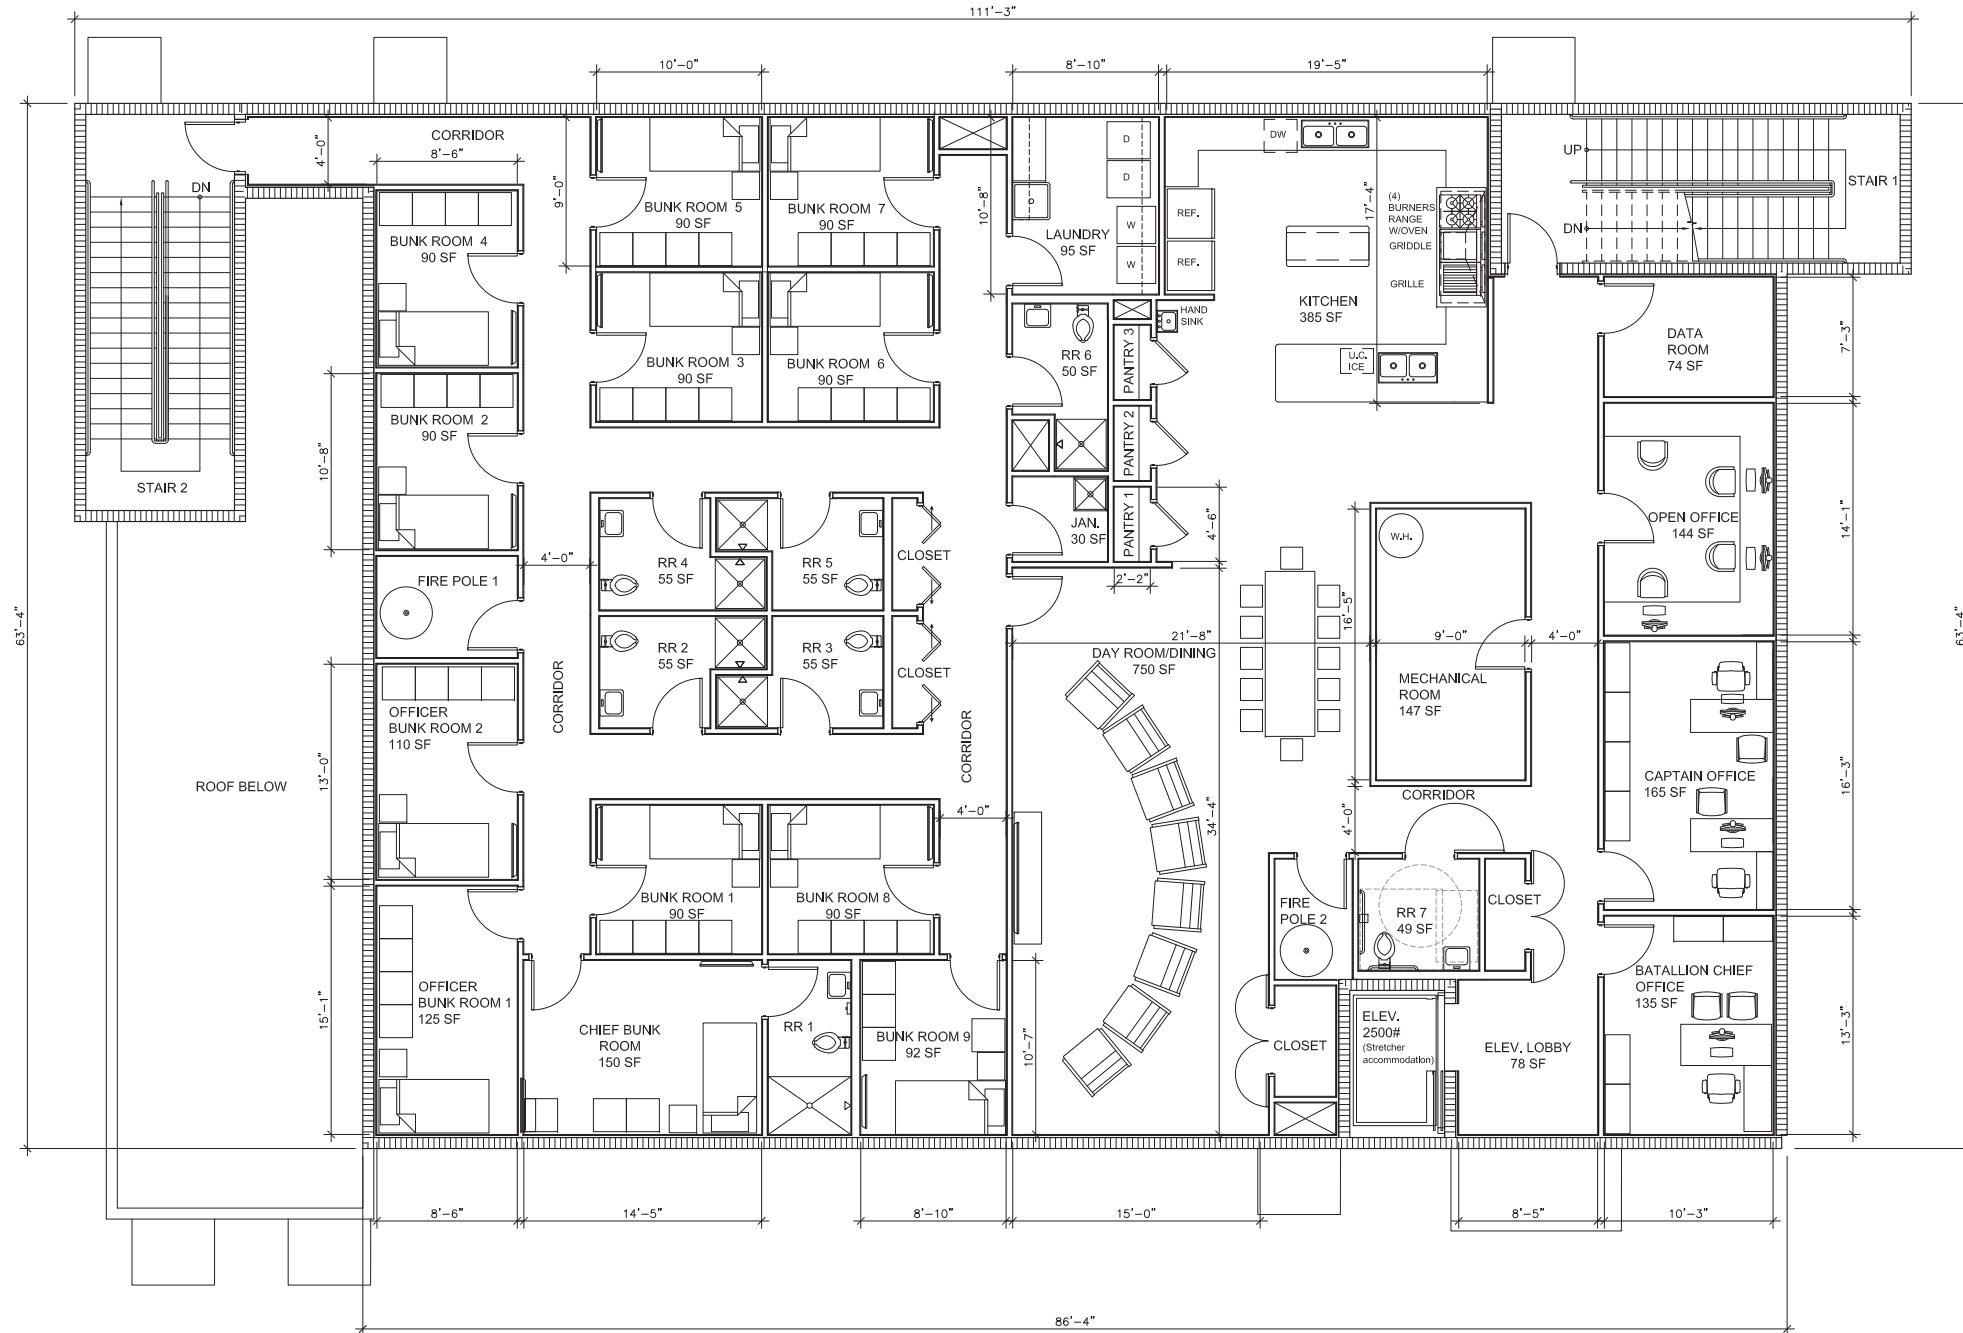 111'-3"
10'-0"
8'-10"
19'-5"
CORRIDOR
8'-6"
4'-0"
DN
BUNK ROOM 4
90 SF
9'-0"
BUNK ROOM 5
90 SF
BUNK ROOM 7
90 SF
10'-8"
LAUNDRY
95 SF
D
D
W
W
DW
REF.
REF.
17'-4"
(4)
BURNERS
RANGE
W/OVEN
GRIDDLE
GRILLE
KITCHEN
385 SF
UP
DN
STAIR 1
BUNK ROOM 2
90 SF
10'-8"
STAIR 2
BUNK ROOM 3
90 SF
BUNK ROOM 6
90 SF
RR 6
50 SF
HAND
SINK
PANTRY 3
PANTRY 2
PANTRY 1
U.C.
ICE
DATA
ROOM
74 SF
7'-3"
OPEN OFFICE
144 SF
14'-1"
JAN.
30 SF
4'-6"
2'-2"
W.H.
FIRE POLE 1
4'-0"
RR 4
55 SF
RR 5
55 SF
CLOSET
RR 2
55 SF
RR 3
55 SF
CLOSET
63'-4"
63'-4"
CORRIDOR
CORRIDOR
21'-8"
DAY ROOM/DINING
750 SF
16'-5"
9'-0"
4'-0"
MECHANICAL
ROOM
147 SF
OFFICER
BUNK ROOM 2
110 SF
13'-0"
ROOF BELOW
CAPTAIN OFFICE
165 SF
16'-3"
CORRIDOR
4'-0"
4'-0"
34'-4"
BUNK ROOM 1
90 SF
BUNK ROOM 8
90 SF
FIRE
POLE 2
RR 7
49 SF
CLOSET
OFFICER
BUNK ROOM 1
125 SF
15'-1"
CHIEF BUNK
ROOM
150 SF
RR 1
BUNK ROOM 9
92 SF
10'-7"
CLOSET
ELEV.
2500#
(Stretcher
accommodation)
ELEV. LOBBY
78 SF
BATALLION CHIEF
OFFICE
135 SF
13'-3"
8'-6"
14'-5"
8'-10"
15'-0"
8'-5"
10'-3"
86'-4"